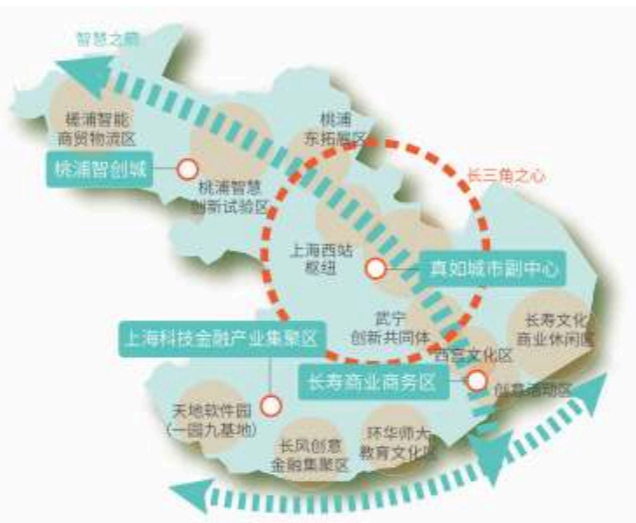 智慧之廊
桃浦智能
商贸物流区
桃浦
东拓展区
桃浦智创城
桃浦智慧
创新试验区
长三角之心
上海西站
枢纽
真如城市副中心
武宁
创新共同体
长寿文化
商业休闲区
上海科技金融产业集聚区
西宫文化区
长寿商业商务区
创意活动区
天地软件园
(一园九基地)
长风创意
金融集聚区
环华师大
教育文化区